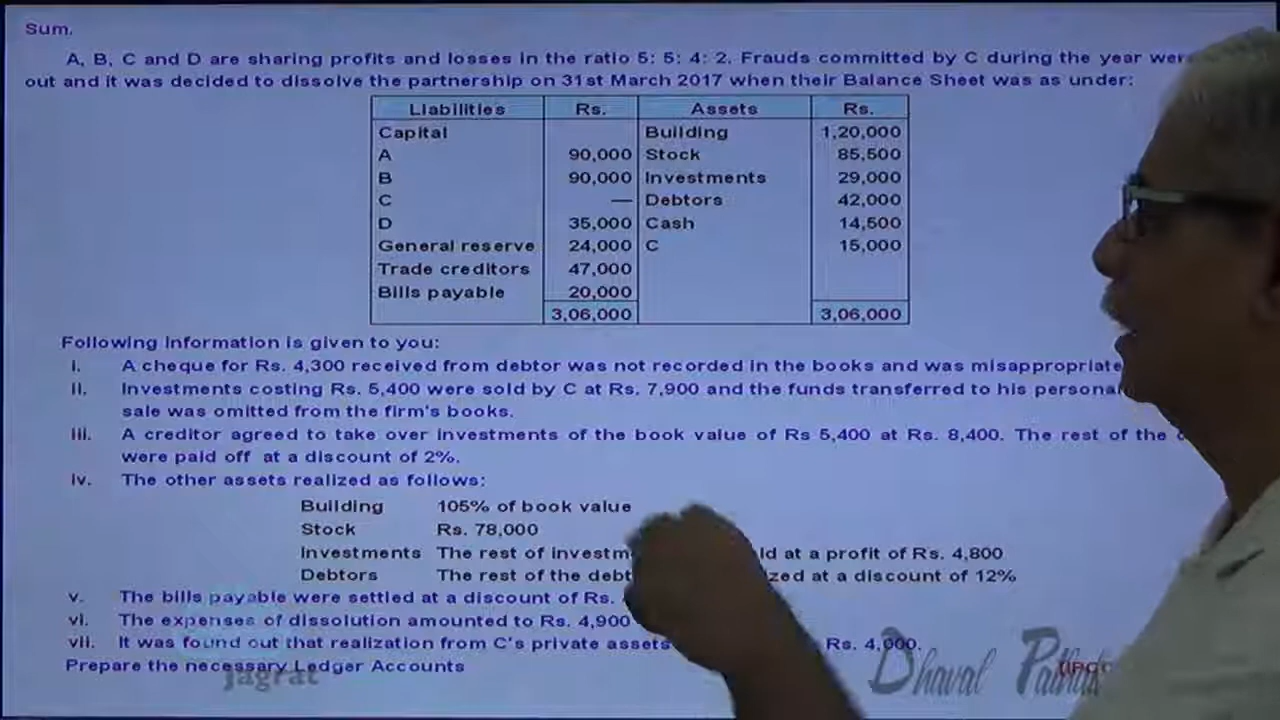 Sum.
A, B, C and D are sharing profits and losses in the ratio 5: 5: 4: 2. Frauds committed by C during the year
out and it was decided to dissolve the partnership on 31st March 2017 when their Balance Sheet was as under:
Liabilities Rs. Assets Rs.
Capital Building 1,20,000
A 90,000 Stock 85,500
B 90,000 Investments 29,000
C — Debtors 42,000
D 35,000 Cash 14,500
General reserve 24,000 C 15,000
Trade creditors 47,000
Bills payable 20,000
3,06,000 3,06,000
Following information is given to you:
i. A cheque for Rs. 4,300 received from debtor was not recorded in the books and was
ii. Investments costing Rs. 5,400 were sold by C at Rs. 7,900 and the funds transferred to his
sale was omitted from the firm's books.
iii. A creditor agreed to take over investments of the book value of Rs 5,400 at Rs. 8,400. The rest of the
were paid off at a discount of 2%.
iv. The other assets realized as follows:
Building 105% of book value
Stock Rs. 78,000
Investments The rest of at a profit of Rs. 4,800
Debtors The rest of the at a discount of 12%
v. The bills payable were settled at a discount of Rs.
vi. The expenses of dissolution amounted to Rs. 4,900
vii. It was found out that realization from C's private assets Rs. 4,000.
Prepare the necessary Ledger Accounts
jagrat
Dhaval